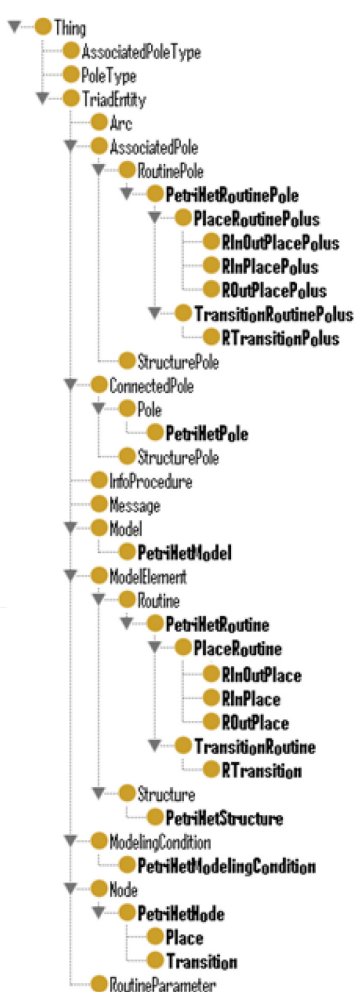 Thing
AssociatedPoleType
PoleType
TriadEntity
Arc
AssociatedPole
RoutinePole
PetriNetRoutinePole
PlaceRoutinePolus
RInOutPlacePolus
RInPlacePolus
ROutPlacePolus
TransitionRoutinePolus
RTransitionPolus
StructurePole
ConnectedPole
Pole
PetriNetPole
StructurePole
InfoProcedure
Message
Model
PetriNetModel
ModelElement
Routine
PetriNetRoutine
PlaceRoutine
RInOutPlace
RInPlace
ROutPlace
TransitionRoutine
RTransition
Structure
PetriNetStructure
ModelingCondition
PetriNetModelingCondition
Node
PetriNetNode
Place
Transition
RoutineParameter